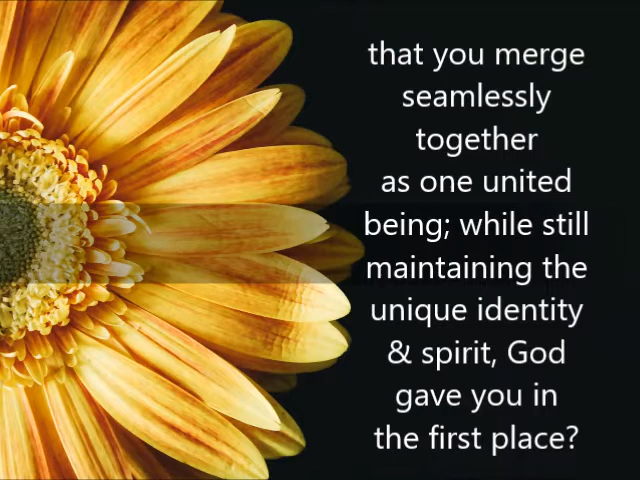 that you merge
seamlessly
together
as one united
being; while still
maintaining the
unique identity
& spirit, God
gave you in
the first place?